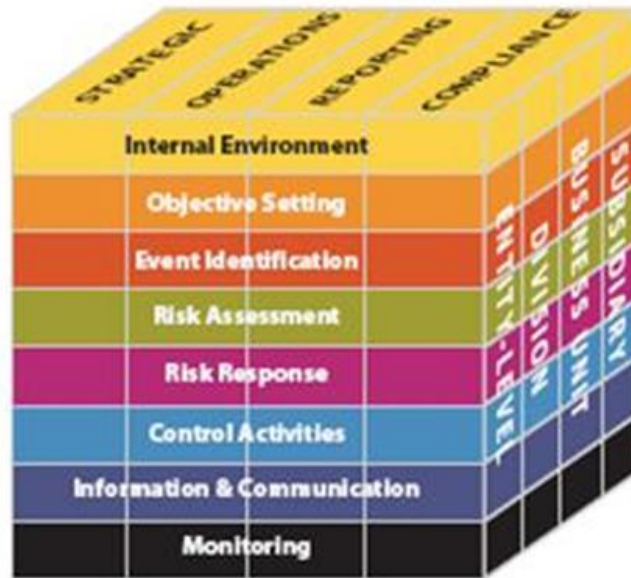 STRATEGIC
OPERATIONS
REPORTING
COMPLIANCE
Internal Environment
Objective Setting
Event Identification
Risk Assessment
Risk Response
Control Activities
Information & Communication
Monitoring
ENTITY-LEVEL
DIVISION
BUSINESS UNIT
SUBSIDIARY